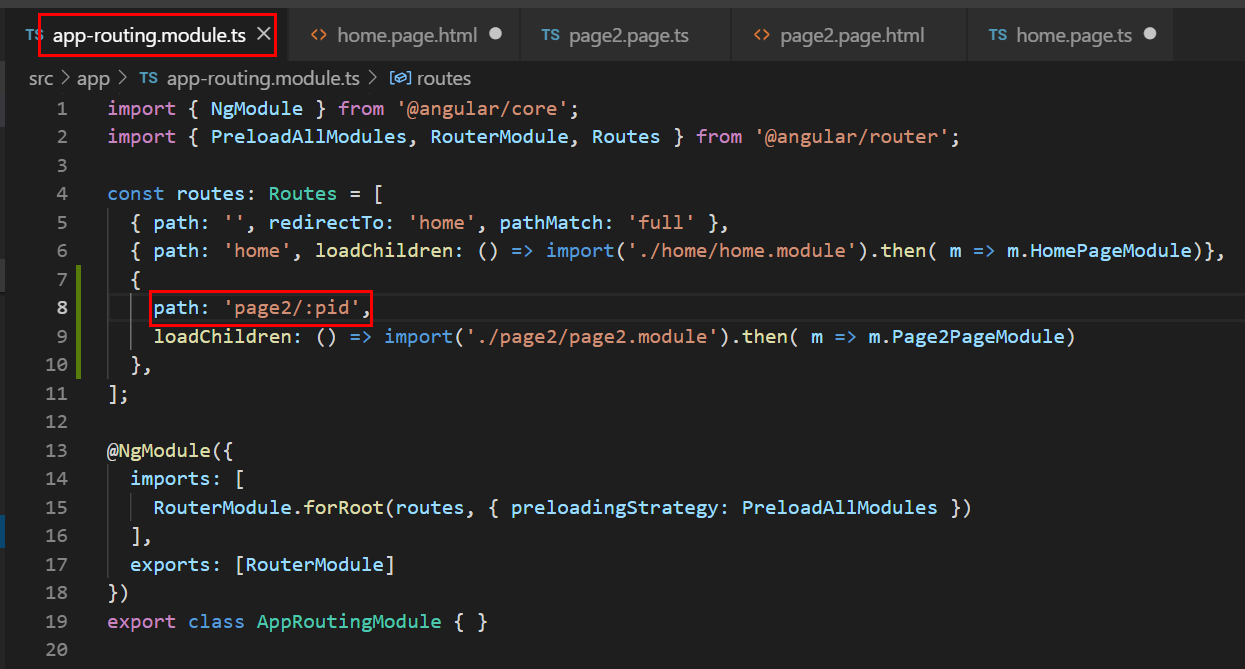 TS app-routing.module.ts × <> home.page.html ● TS page2.page.ts <> page2.page.html TS home.page.ts ●
src > app > TS app-routing.module.ts > routes
1 import { NgModule } from '@angular/core';
2 import { PreloadAllModules, RouterModule, Routes } from '@angular/router';
3
4 const routes: Routes = [
5   { path: '', redirectTo: 'home', pathMatch: 'full' },
6   { path: 'home', loadChildren: () => import('./home/home.module').then( m => m.HomePageModule)},
7   {
8     path: 'page2/:pid',
9     loadChildren: () => import('./page2/page2.module').then( m => m.Page2PageModule)
10   },
11 ];
12
13 @NgModule({
14   imports: [
15     RouterModule.forRoot(routes, { preloadingStrategy: PreloadAllModules })
16   ],
17   exports: [RouterModule]
18 })
19 export class AppRoutingModule { }
20